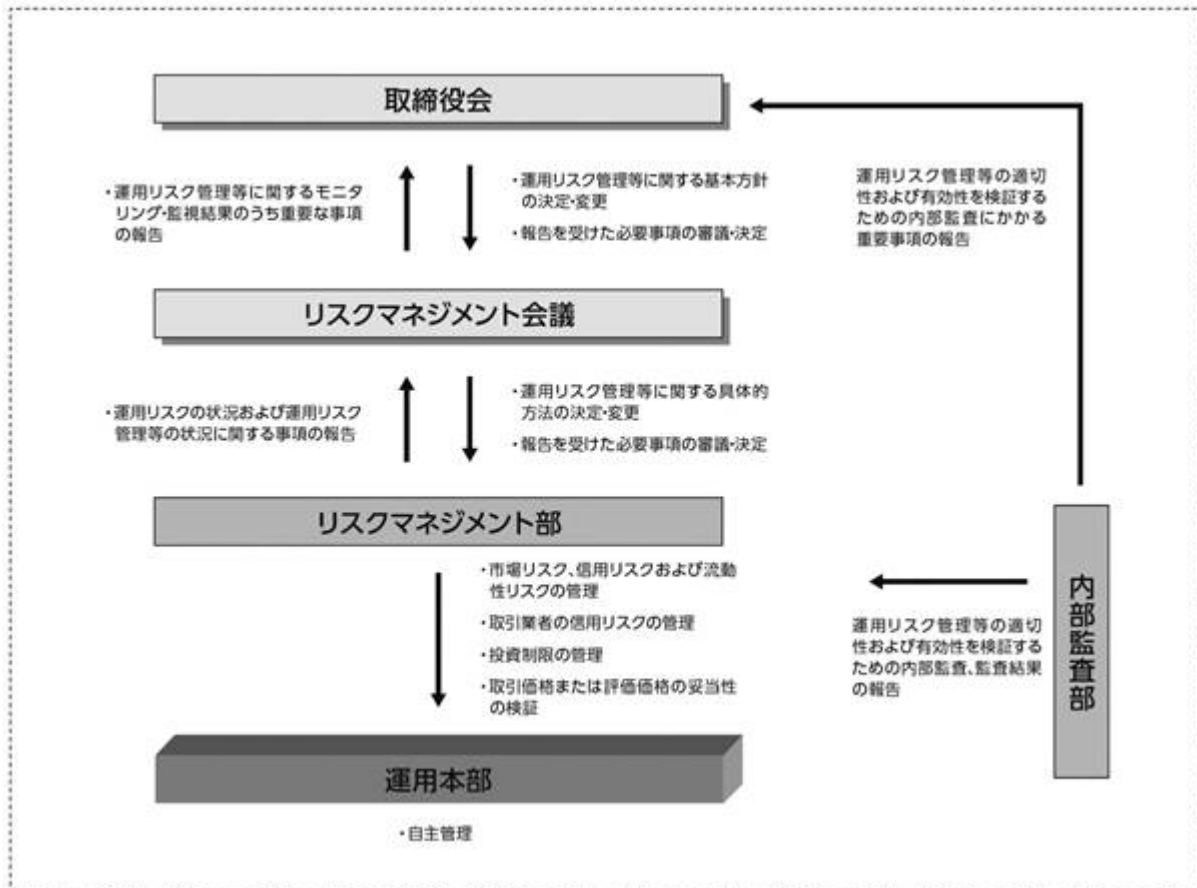 取締役会
・運用リスク管理等に関するモニタ
リング・監視結果のうち重要な事項
の報告
・運用リスク管理等に関する基本方針
の決定・変更
・報告を受けた必要事項の審議・決定
運用リスク管理等の適切
性および有効性を検証す
るための内部監査にかかる
重要事項の報告
リスクマネジメント会議
・運用リスクの状況および運用リスク
管理等の状況に関する事項の報告
・運用リスク管理等に関する具体的
方法の決定・変更
・報告を受けた必要事項の審議・決定
リスクマネジメント部
・市場リスク、信用リスクおよび流動
性リスクの管理
・取引業者の信用リスクの管理
・投資制限の管理
・取引価格または評価価格の妥当性
の検証
運用リスク管理等の適切
性および有効性を検証する
ための内部監査、監査結果
の報告
内部監査部
運用本部
・自主管理